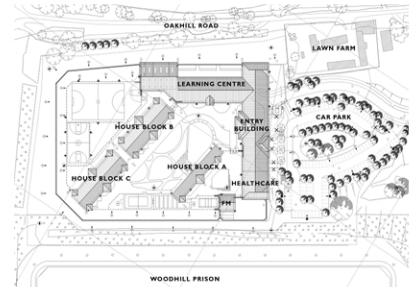 OAKHILL ROAD
LAWN FARM
LEARNING CENTRE
CAR PARK
ENTRY
BUILDING
HOUSE BLOCK B
HOUSE BLOCK A
HOUSE BLOCK C
HEALTHCARE
FM
WOODHILL PRISON